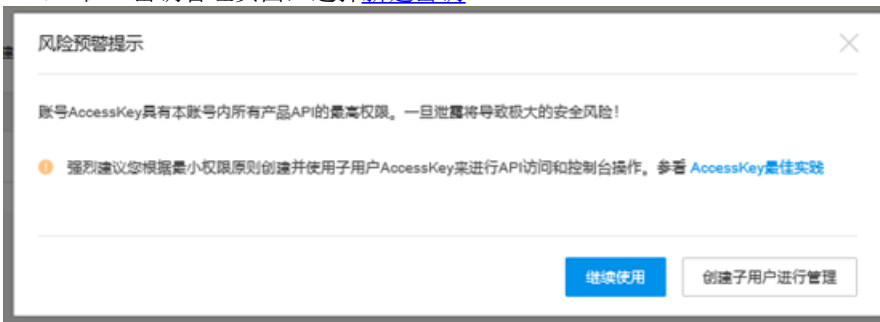 风险预警提示
账号AccessKey具有本账号内所有产品API的最高权限。一旦泄露将导致极大的安全风险！
强烈建议您根据最小权限原则创建并使用子用户AccessKey来进行API访问和控制台操作。参看 AccessKey最佳实践
继续使用
创建子用户进行管理